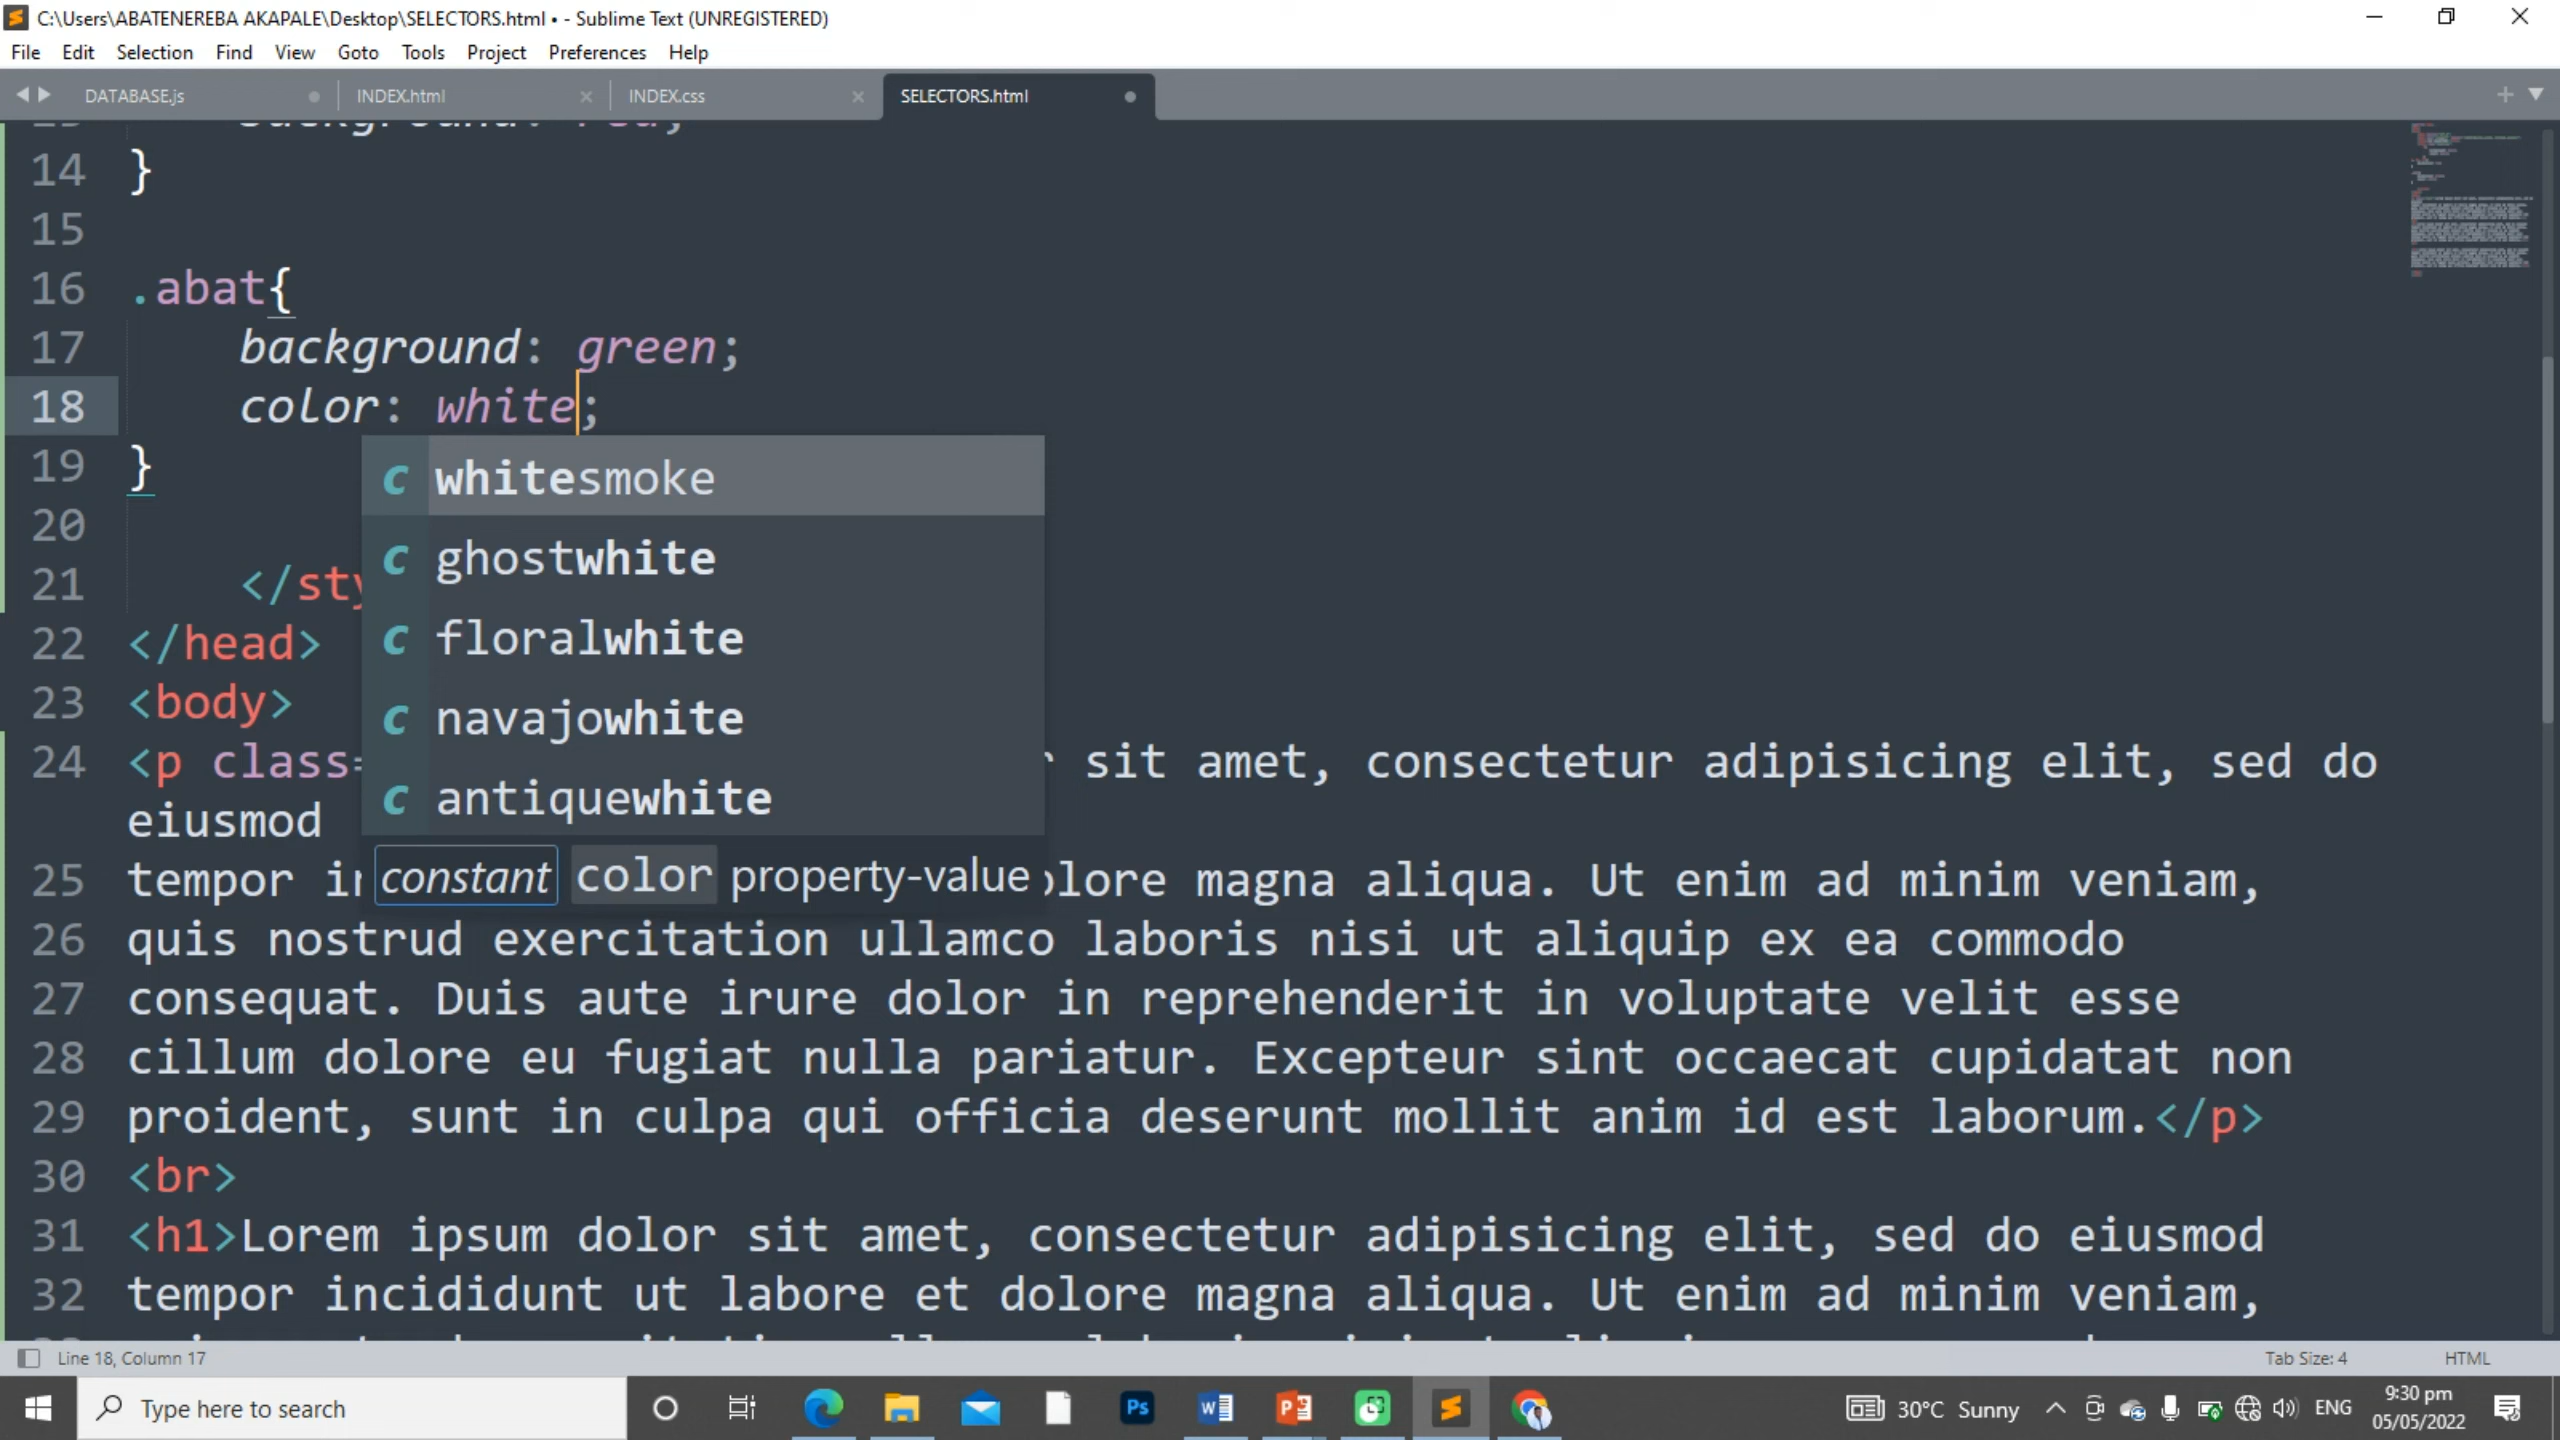 C:\Users\ABATENEREBA AKAPALE\Desktop\SELECTORS.html • - Sublime Text (UNREGISTERED)
File Edit Selection Find View Goto Tools Project Preferences Help
DATABASE.js INDEX.html INDEX.css SELECTORS.html
14 }
15
16 .abat{
17 background: green;
18 color: white;
19 }
c whitesmoke
20
c ghostwhite
21 </sty
22 </head>
c floralwhite
23 <body>
c navajowhite
24 <p class= sit amet, consectetur adipisicing elit, sed do
c antiquewhite
eiusmod
constant color property-value
25 tempor magna aliqua. Ut enim ad minim veniam,
26 quis nostrud exercitation ullamco laboris nisi ut aliquip ex ea commodo
27 consequat. Duis aute irure dolor in reprehenderit in voluptate velit esse
28 cillum dolore eu fugiat nulla pariatur. Excepteur sint occaecat cupidatat non
29 proident, sunt in culpa qui officia deserunt mollit anim id est laborum.</p>
30 <br>
31 <h1>Lorem ipsum dolor sit amet, consectetur adipisicing elit, sed do eiusmod
32 tempor incididunt ut labore et dolore magna aliqua. Ut enim ad minim veniam,
Line 18, Column 17 Tab Size: 4 HTML
Type here to search Ps 30°C Sunny ENG 9:30 pm
05/05/2022